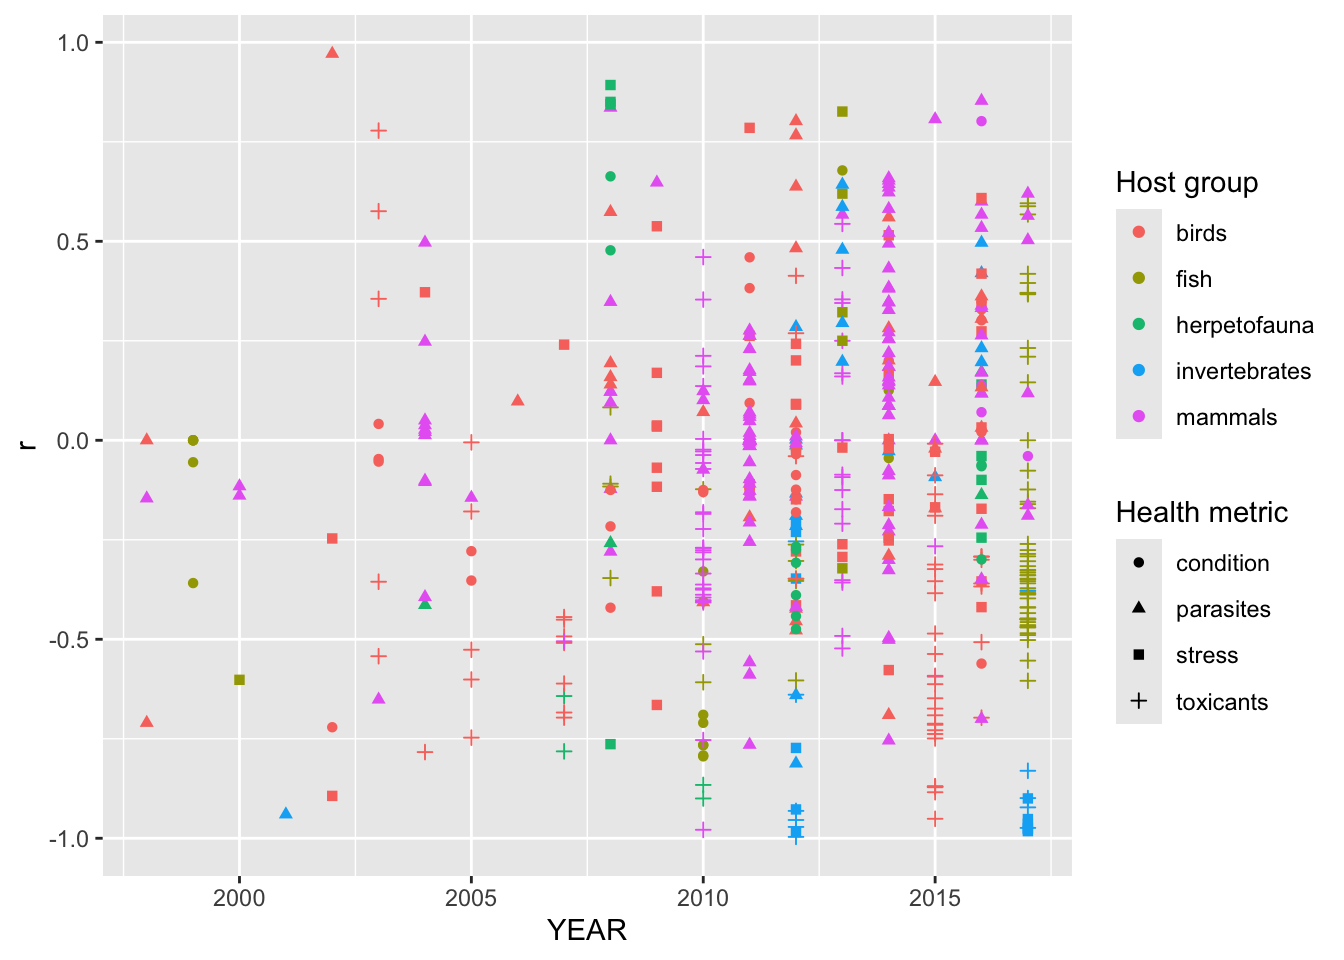 1.0
0.5
0.0
-0.5
-1.0
r
2000 2005 2010 2015
YEAR
Host group
birds
fish
herpetofauna
invertebrates
mammals
Health metric
condition
parasites
stress
toxicants